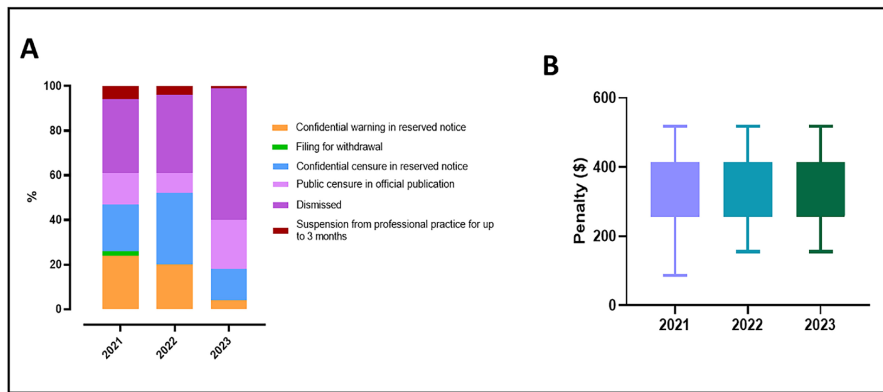 A
100
80
60
40
20
0
%
2021
2022
2023
Confidential warning in reserved notice
Filing for withdrawal
Confidential censure in reserved notice
Public censure in official publication
Dismissed
Suspension from professional practice for up
to 3 months
B
600
400
200
0
Penalty ($)
2021
2022
2023